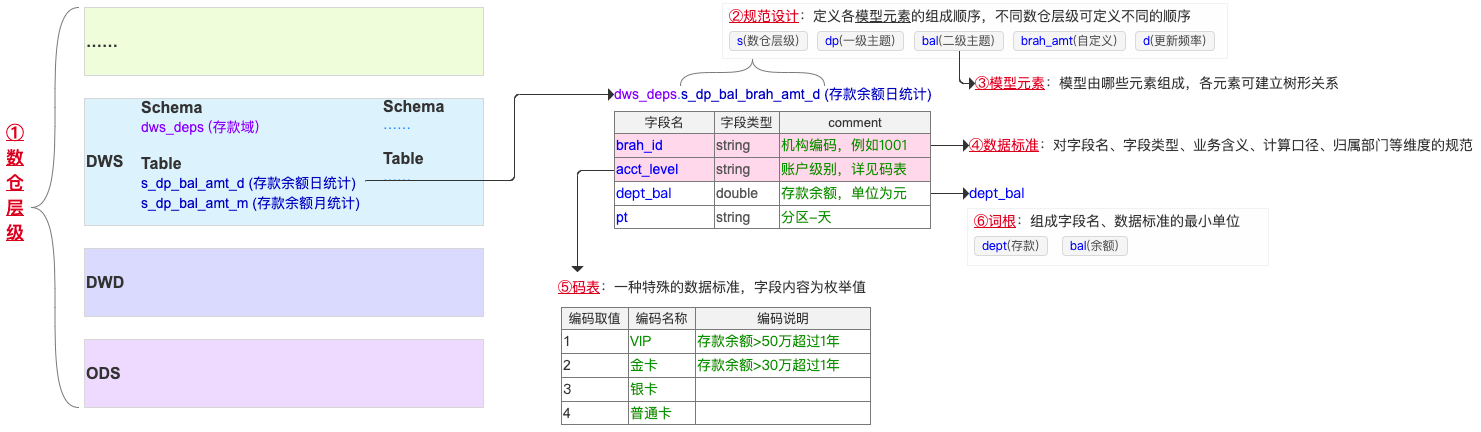 ①
数
仓
层
级
……
DWS
Schema
dws_deps (存款域)
Table
s_dp_bal_amt_d (存款余额日统计)
s_dp_bal_amt_m (存款余额月统计)
Schema
……
Table
……
DWD
ODS
②规范设计：定义各模型元素的组成顺序，不同数仓层级可定义不同的顺序
s(数仓层级) dp(一级主题) bal(二级主题) brah_amt(自定义) d(更新频率)
③模型元素：模型由哪些元素组成，各元素可建立树形关系
dws_deps.s_dp_bal_brah_amt_d (存款余额日统计)
字段名 字段类型 comment
brah_id string 机构编码，例如1001
acct_level string 账户级别，详见码表
dept_bal double 存款余额，单位为元
pt string 分区–天
④数据标准：对字段名、字段类型、业务含义、计算口径、归属部门等维度的规范
dept_bal
⑥词根：组成字段名、数据标准的最小单位
dept(存款) bal(余额)
⑤码表：一种特殊的数据标准，字段内容为枚举值
编码取值 编码名称 编码说明
1 VIP 存款余额>50万超过1年
2 金卡 存款余额>30万超过1年
3 银卡
4 普通卡